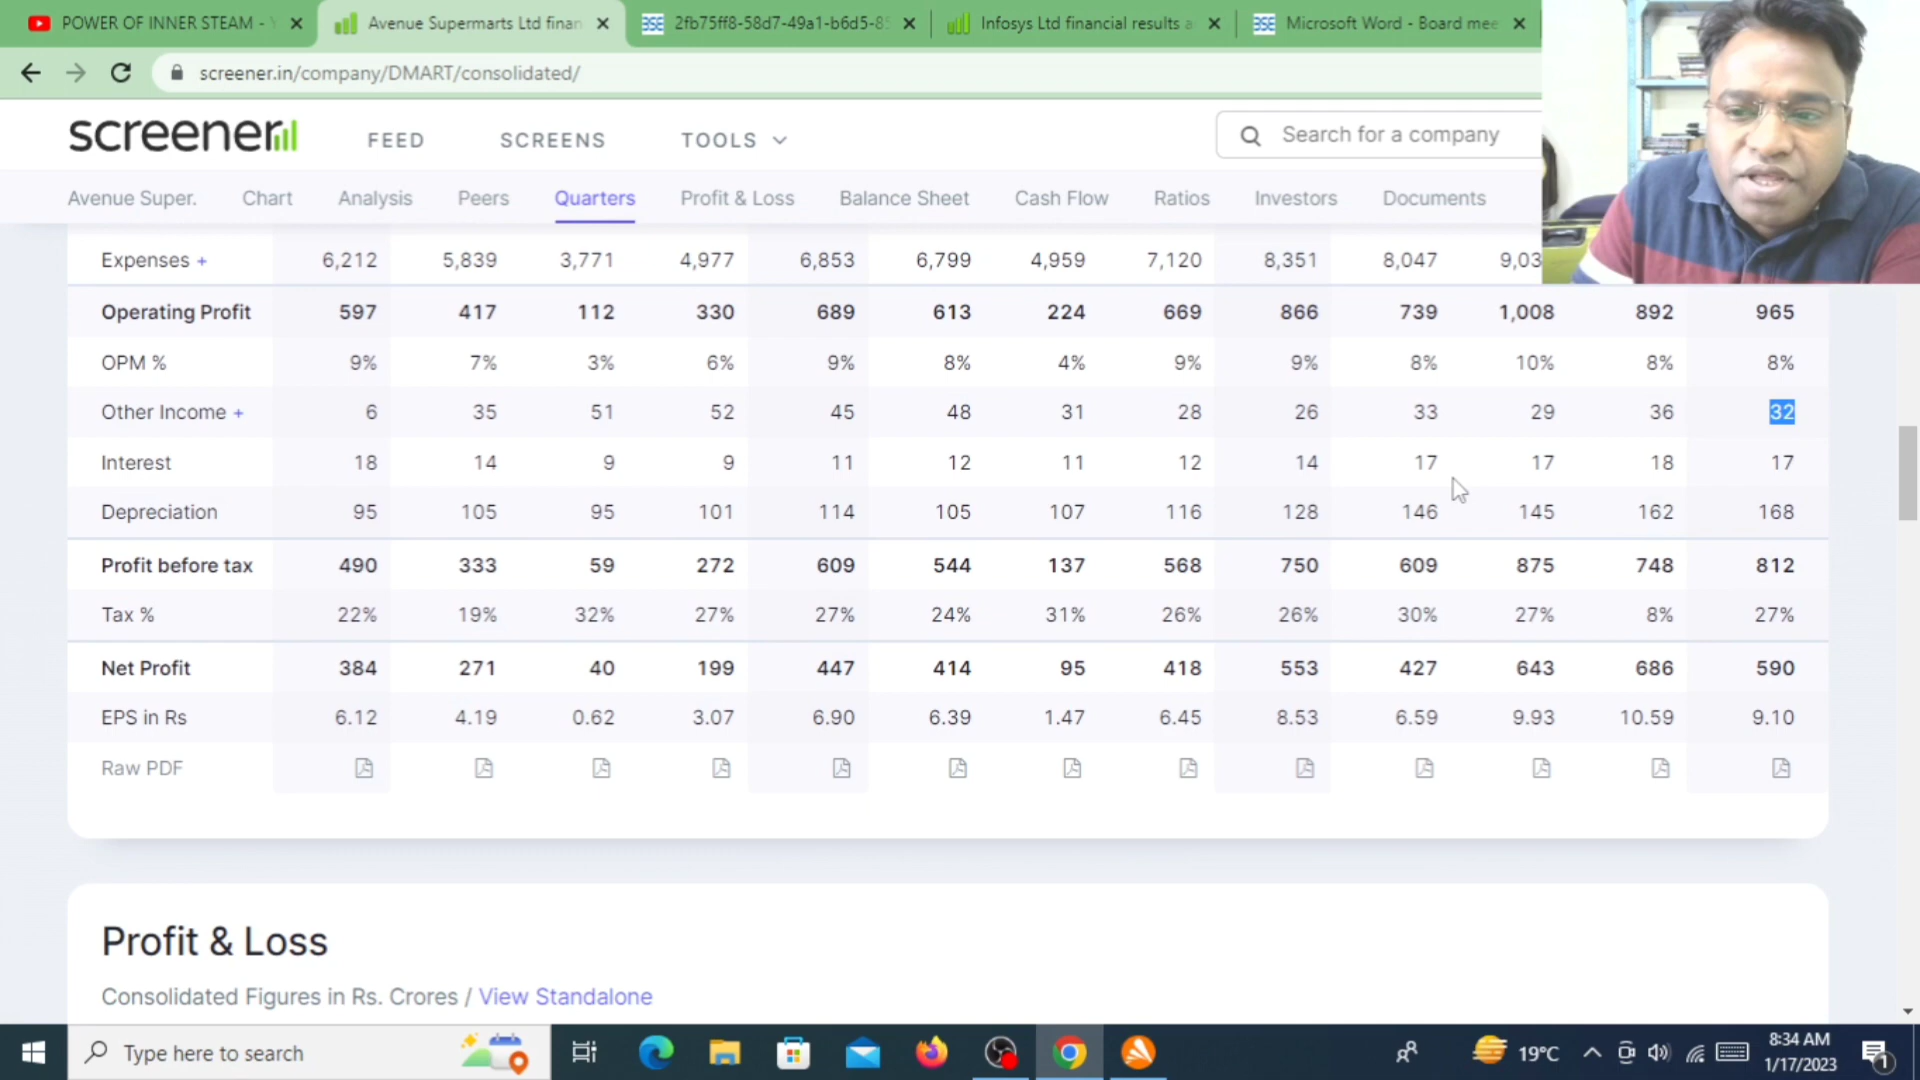 POWER OF INNER STEAM -
Avenue Supermarts Ltd finan
2fb75ff8-58d7-49a1-b6d5-8
Infosys Ltd financial results a
Microsoft Word - Board mee
screener.in/company/DMART/consolidated/
screener
FEED SCREENS TOOLS
Search for a company
Avenue Super. Chart Analysis Peers Quarters Profit & Loss Balance Sheet Cash Flow Ratios Investors Documents
Expenses + 6,212 5,839 3,771 4,977 6,853 6,799 4,959 7,120 8,351 8,047 9,03
Operating Profit 597 417 112 330 689 613 224 669 866 739 1,008 892 965
OPM % 9% 7% 3% 6% 9% 8% 4% 9% 9% 8% 10% 8% 8%
Other Income + 6 35 51 52 45 48 31 28 26 33 29 36 32
Interest 18 14 9 9 11 12 11 12 14 17 17 18 17
Depreciation 95 105 95 101 114 105 107 116 128 146 145 162 168
Profit before tax 490 333 59 272 609 544 137 568 750 609 875 748 812
Tax % 22% 19% 32% 27% 27% 24% 31% 26% 26% 30% 27% 8% 27%
Net Profit 384 271 40 199 447 414 95 418 553 427 643 686 590
EPS in Rs 6.12 4.19 0.62 3.07 6.90 6.39 1.47 6.45 8.53 6.59 9.93 10.59 9.10
Raw PDF
Profit & Loss
Consolidated Figures in Rs. Crores / View Standalone
Type here to search
19°C
8:34 AM
1/17/2023
1